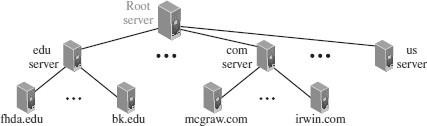 Root
server
edu
server
com
server
us
server
fhda.edu
bk.edu
mcgraw.com
irwin.com